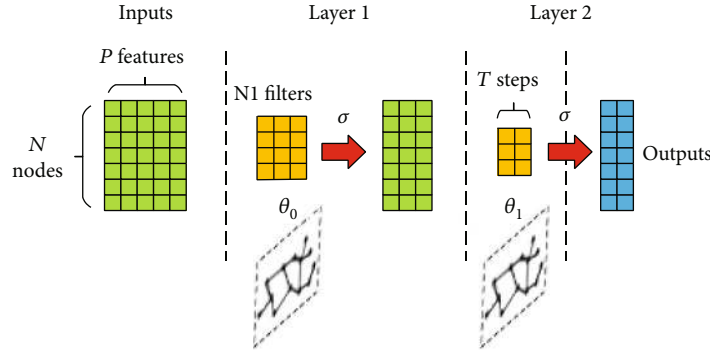 Inputs
Layer 1
Layer 2
P features
N1 filters
T steps
σ
σ
N
nodes
Outputs
θ0
θ1